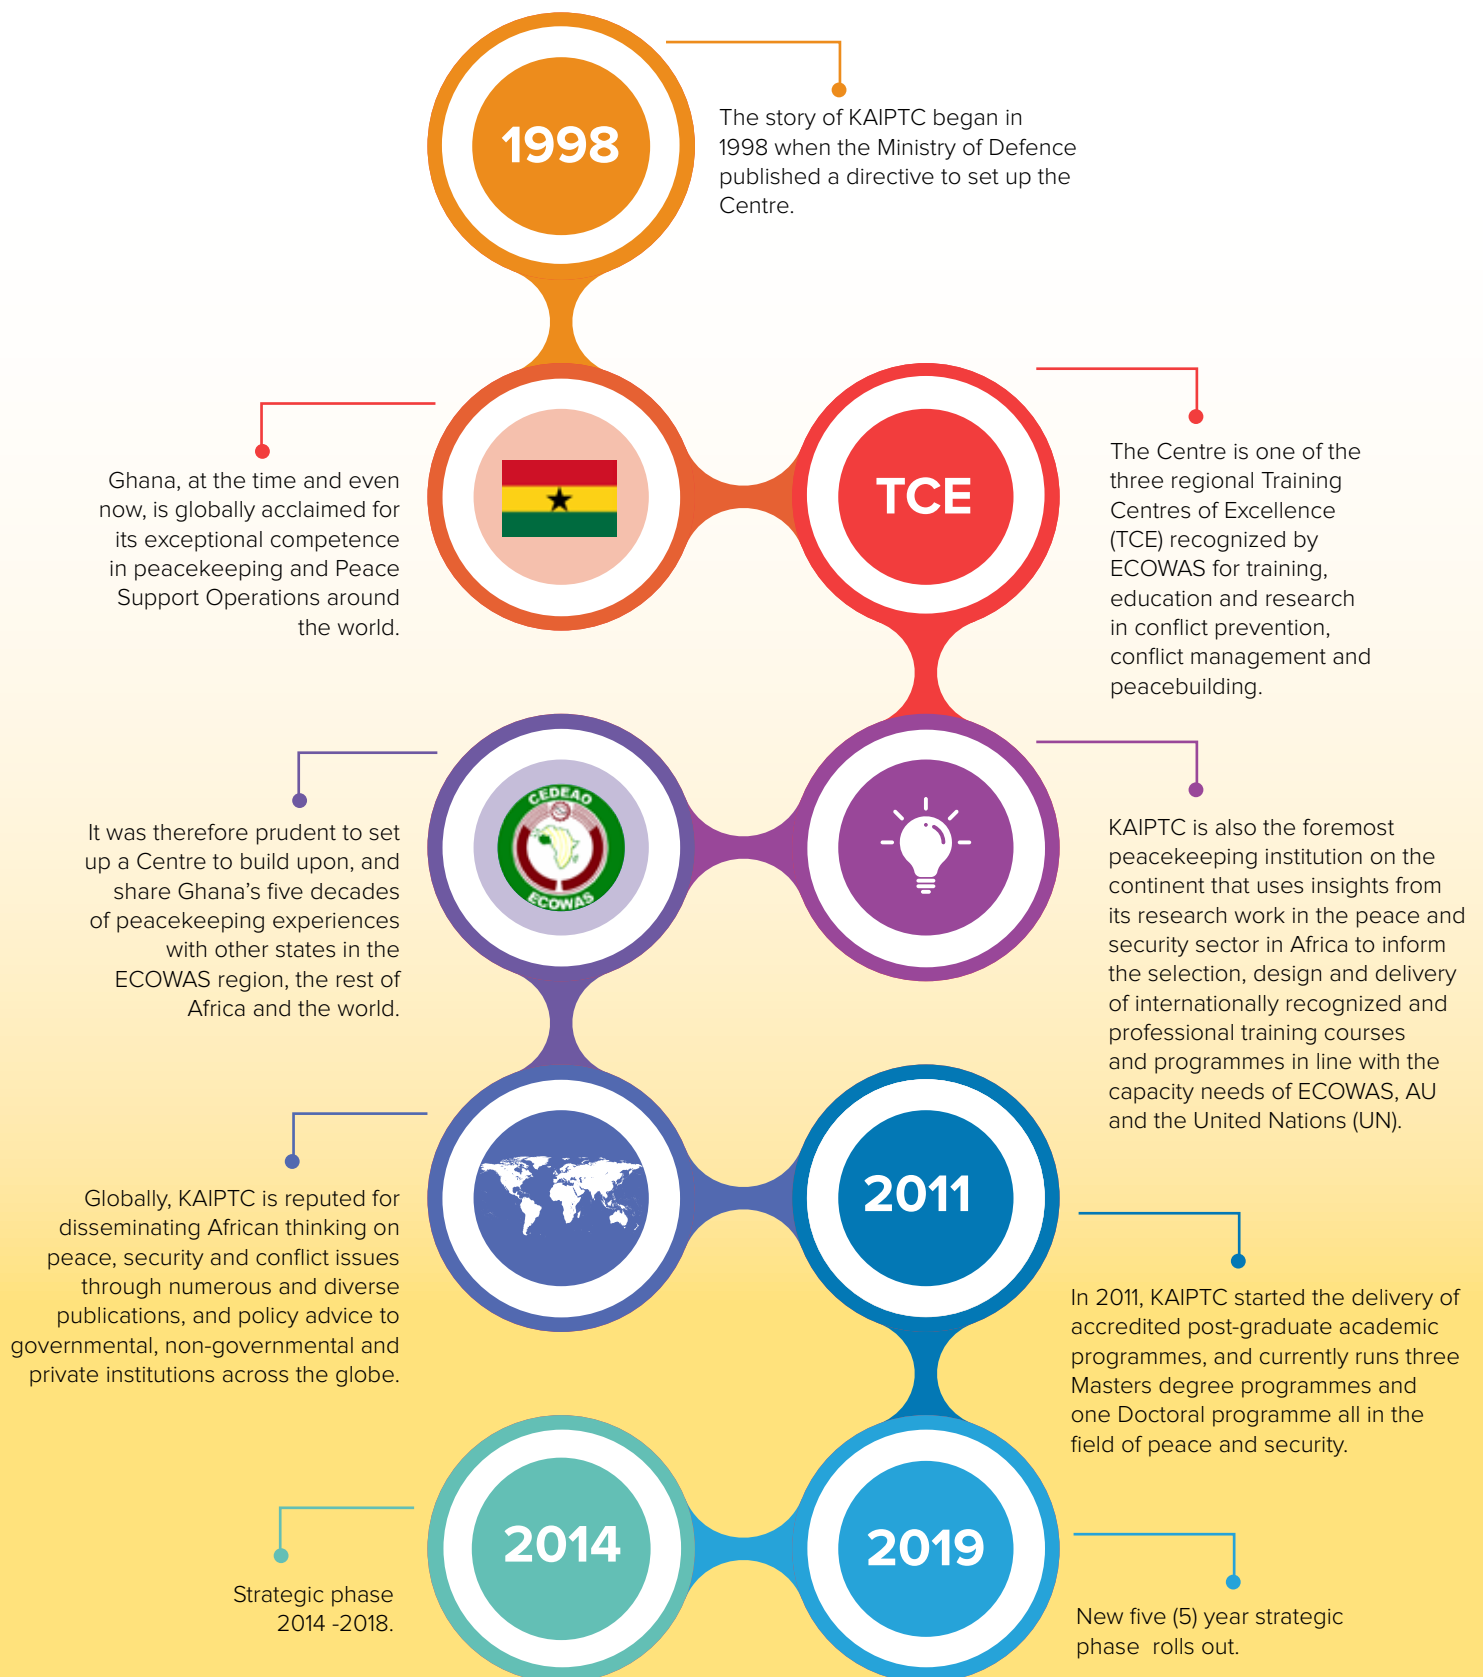 1998
The story of KAIPTC began in
1998 when the Ministry of Defence
published a directive to set up the
Centre.
Ghana, at the time and even
now, is globally acclaimed for
its exceptional competence
in peacekeeping and Peace
Support Operations around
the world.
TCE
The Centre is one of the
three regional Training
Centres of Excellence
(TCE) recognized by
ECOWAS for training,
education and research
in conflict prevention,
conflict management and
peacebuilding.
It was therefore prudent to set
up a Centre to build upon, and
share Ghana's five decades
of peacekeeping experiences
with other states in the
ECOWAS region, the rest of
Africa and the world.
CEDEAO
ECOWAS
KAIPTC is also the foremost
peacekeeping institution on the
continent that uses insights from
its research work in the peace and
security sector in Africa to inform
the selection, design and delivery
of internationally recognized and
professional training courses
and programmes in line with the
capacity needs of ECOWAS, AU
and the United Nations (UN).
Globally, KAIPTC is reputed for
disseminating African thinking on
peace, security and conflict issues
through numerous and diverse
publications, and policy advice to
governmental, non-governmental and
private institutions across the globe.
2011
In 2011, KAIPTC started the delivery of
accredited post-graduate academic
programmes, and currently runs three
Masters degree programmes and
one Doctoral programme all in the
field of peace and security.
2014
Strategic phase
2014 -2018.
2019
New five (5) year strategic
phase  rolls out.